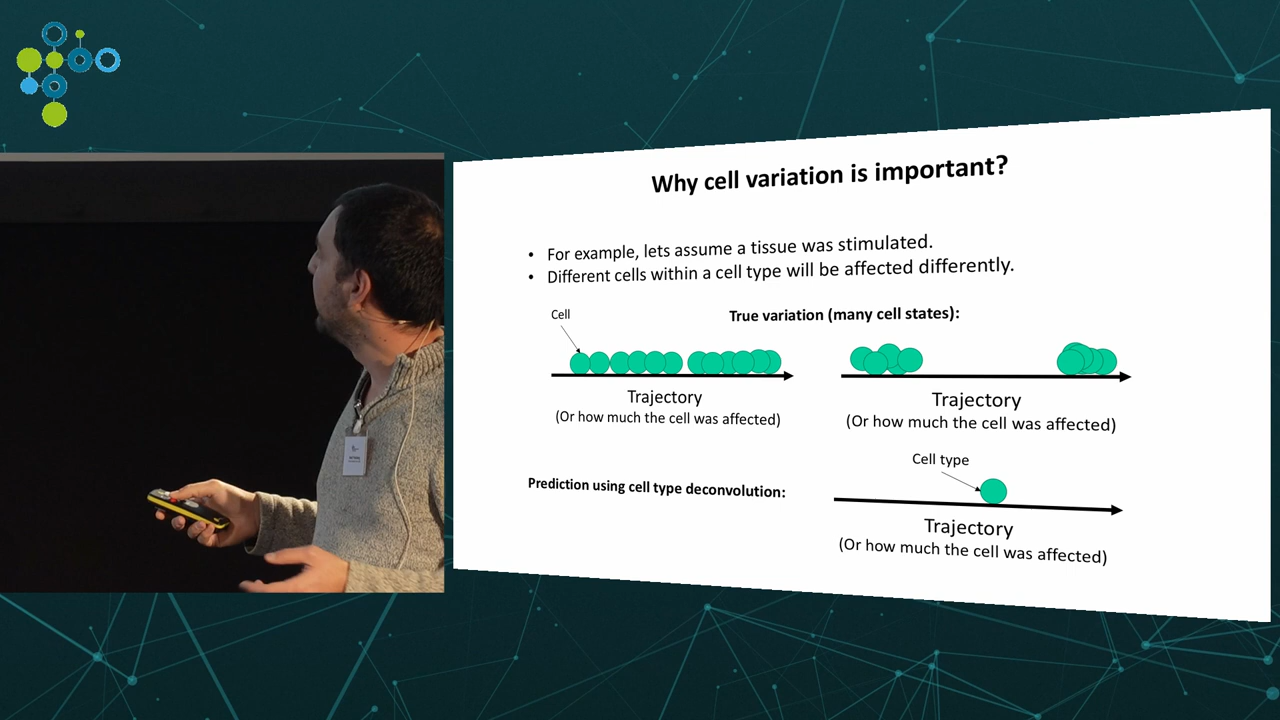 Why cell variation is important?
• For example, lets assume a tissue was stimulated.
• Different cells within a cell type will be affected differently.
Cell
True variation (many cell states):
Trajectory
(Or how much the cell was affected)
Trajectory
(Or how much the cell was affected)
Cell type
Prediction using cell type deconvolution:
Trajectory
(Or how much the cell was affected)